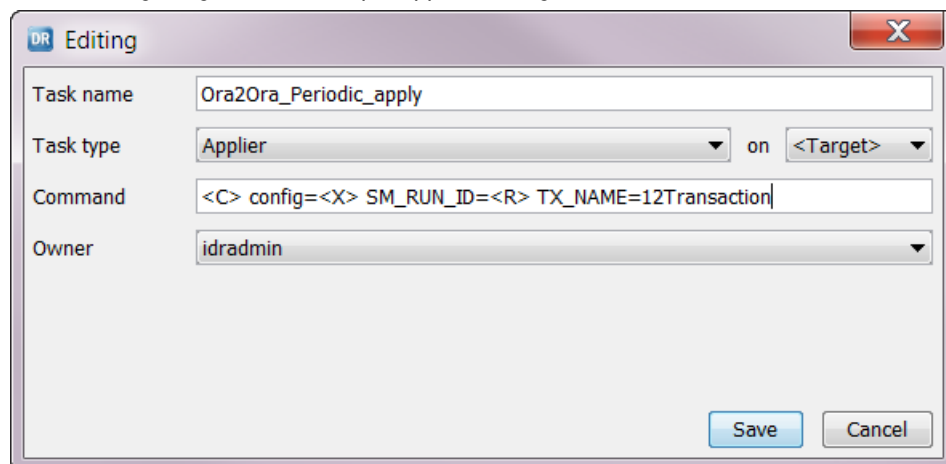 DR Editing X
Task name Ora2Ora_Periodic_apply
Task type Applier on <Target>
Command <C> config=<X> SM_RUN_ID=<R> TX_NAME=12Transaction
Owner idradmin
Save Cancel